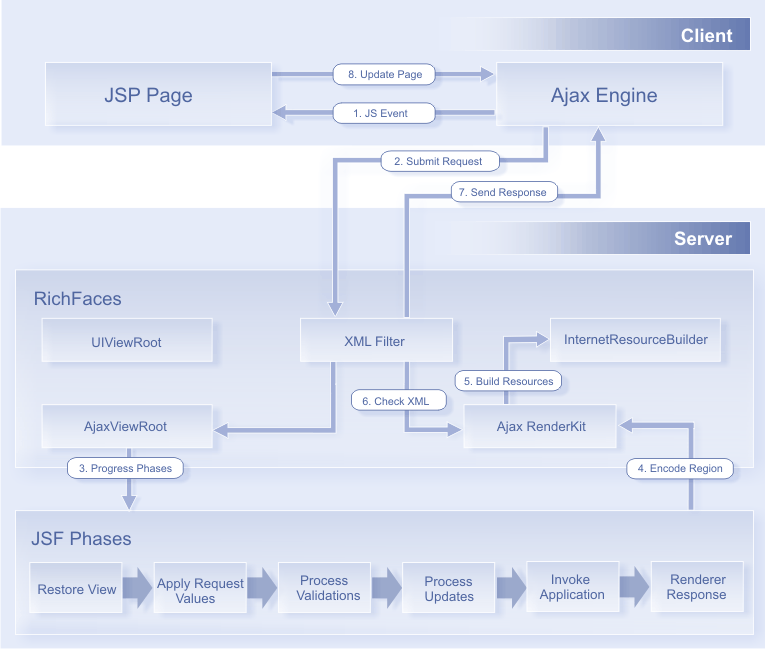 Client
JSP Page
8. Update Page
Ajax Engine
1. JS Event
2. Submit Request
7. Send Response
Server
RichFaces
UIViewRoot
XML Filter
InternetResourceBuilder
5. Build Resources
6. Check XML
AjaxViewRoot
Ajax RenderKit
3. Progress Phases
4. Encode Region
JSF Phases
Restore View
Apply Request
Values
Process
Validations
Process
Updates
Invoke
Application
Renderer
Response